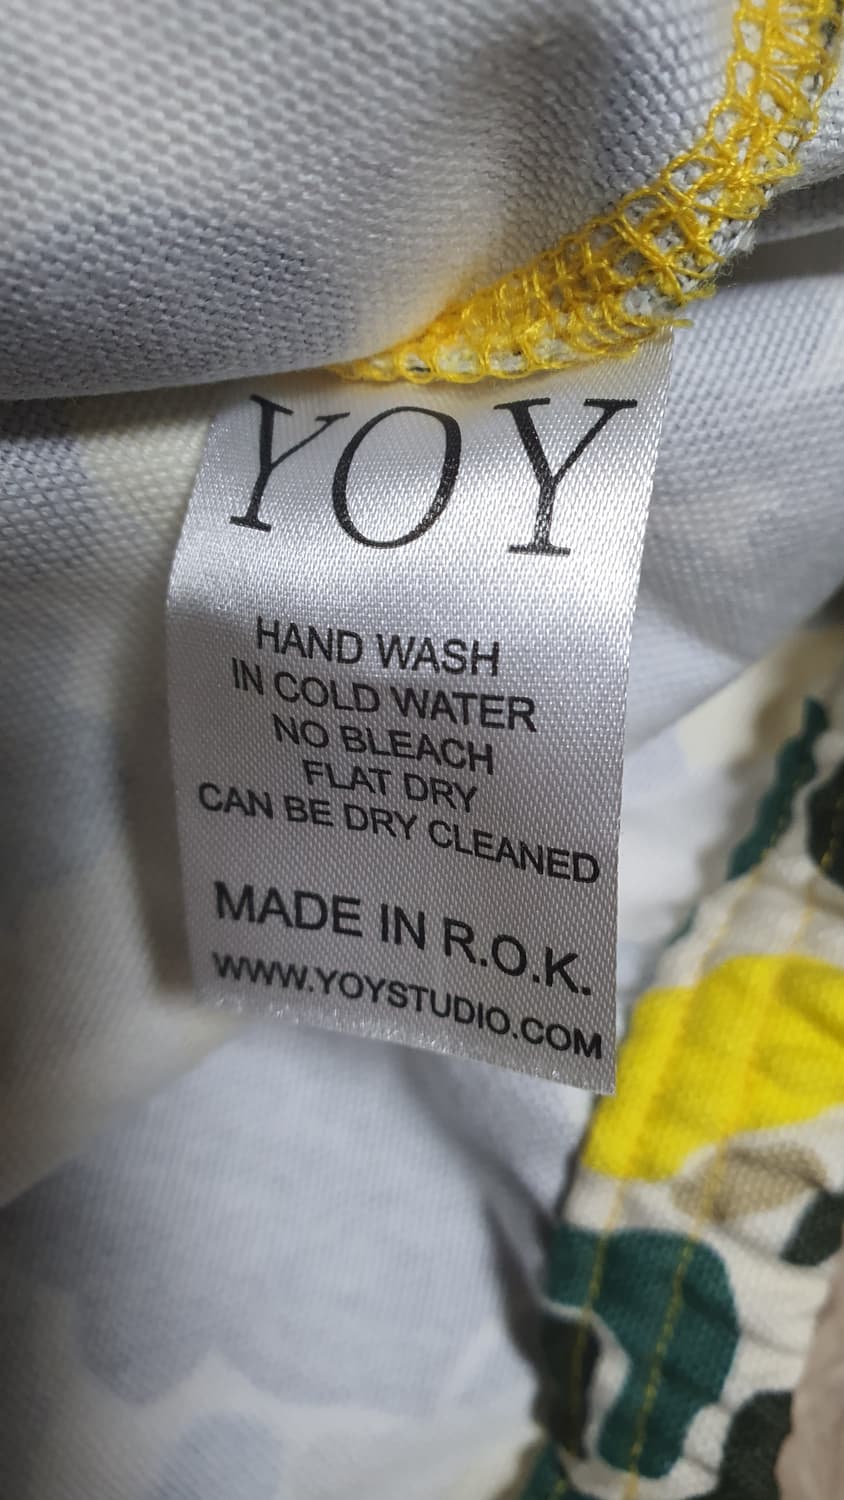 YOY
HAND WASH
IN COLD WATER
NO BLEACH
FLAT DRY
CAN BE DRY CLEANED
MADE IN R.O.K.
WWW.YOYSTUDIO.COM